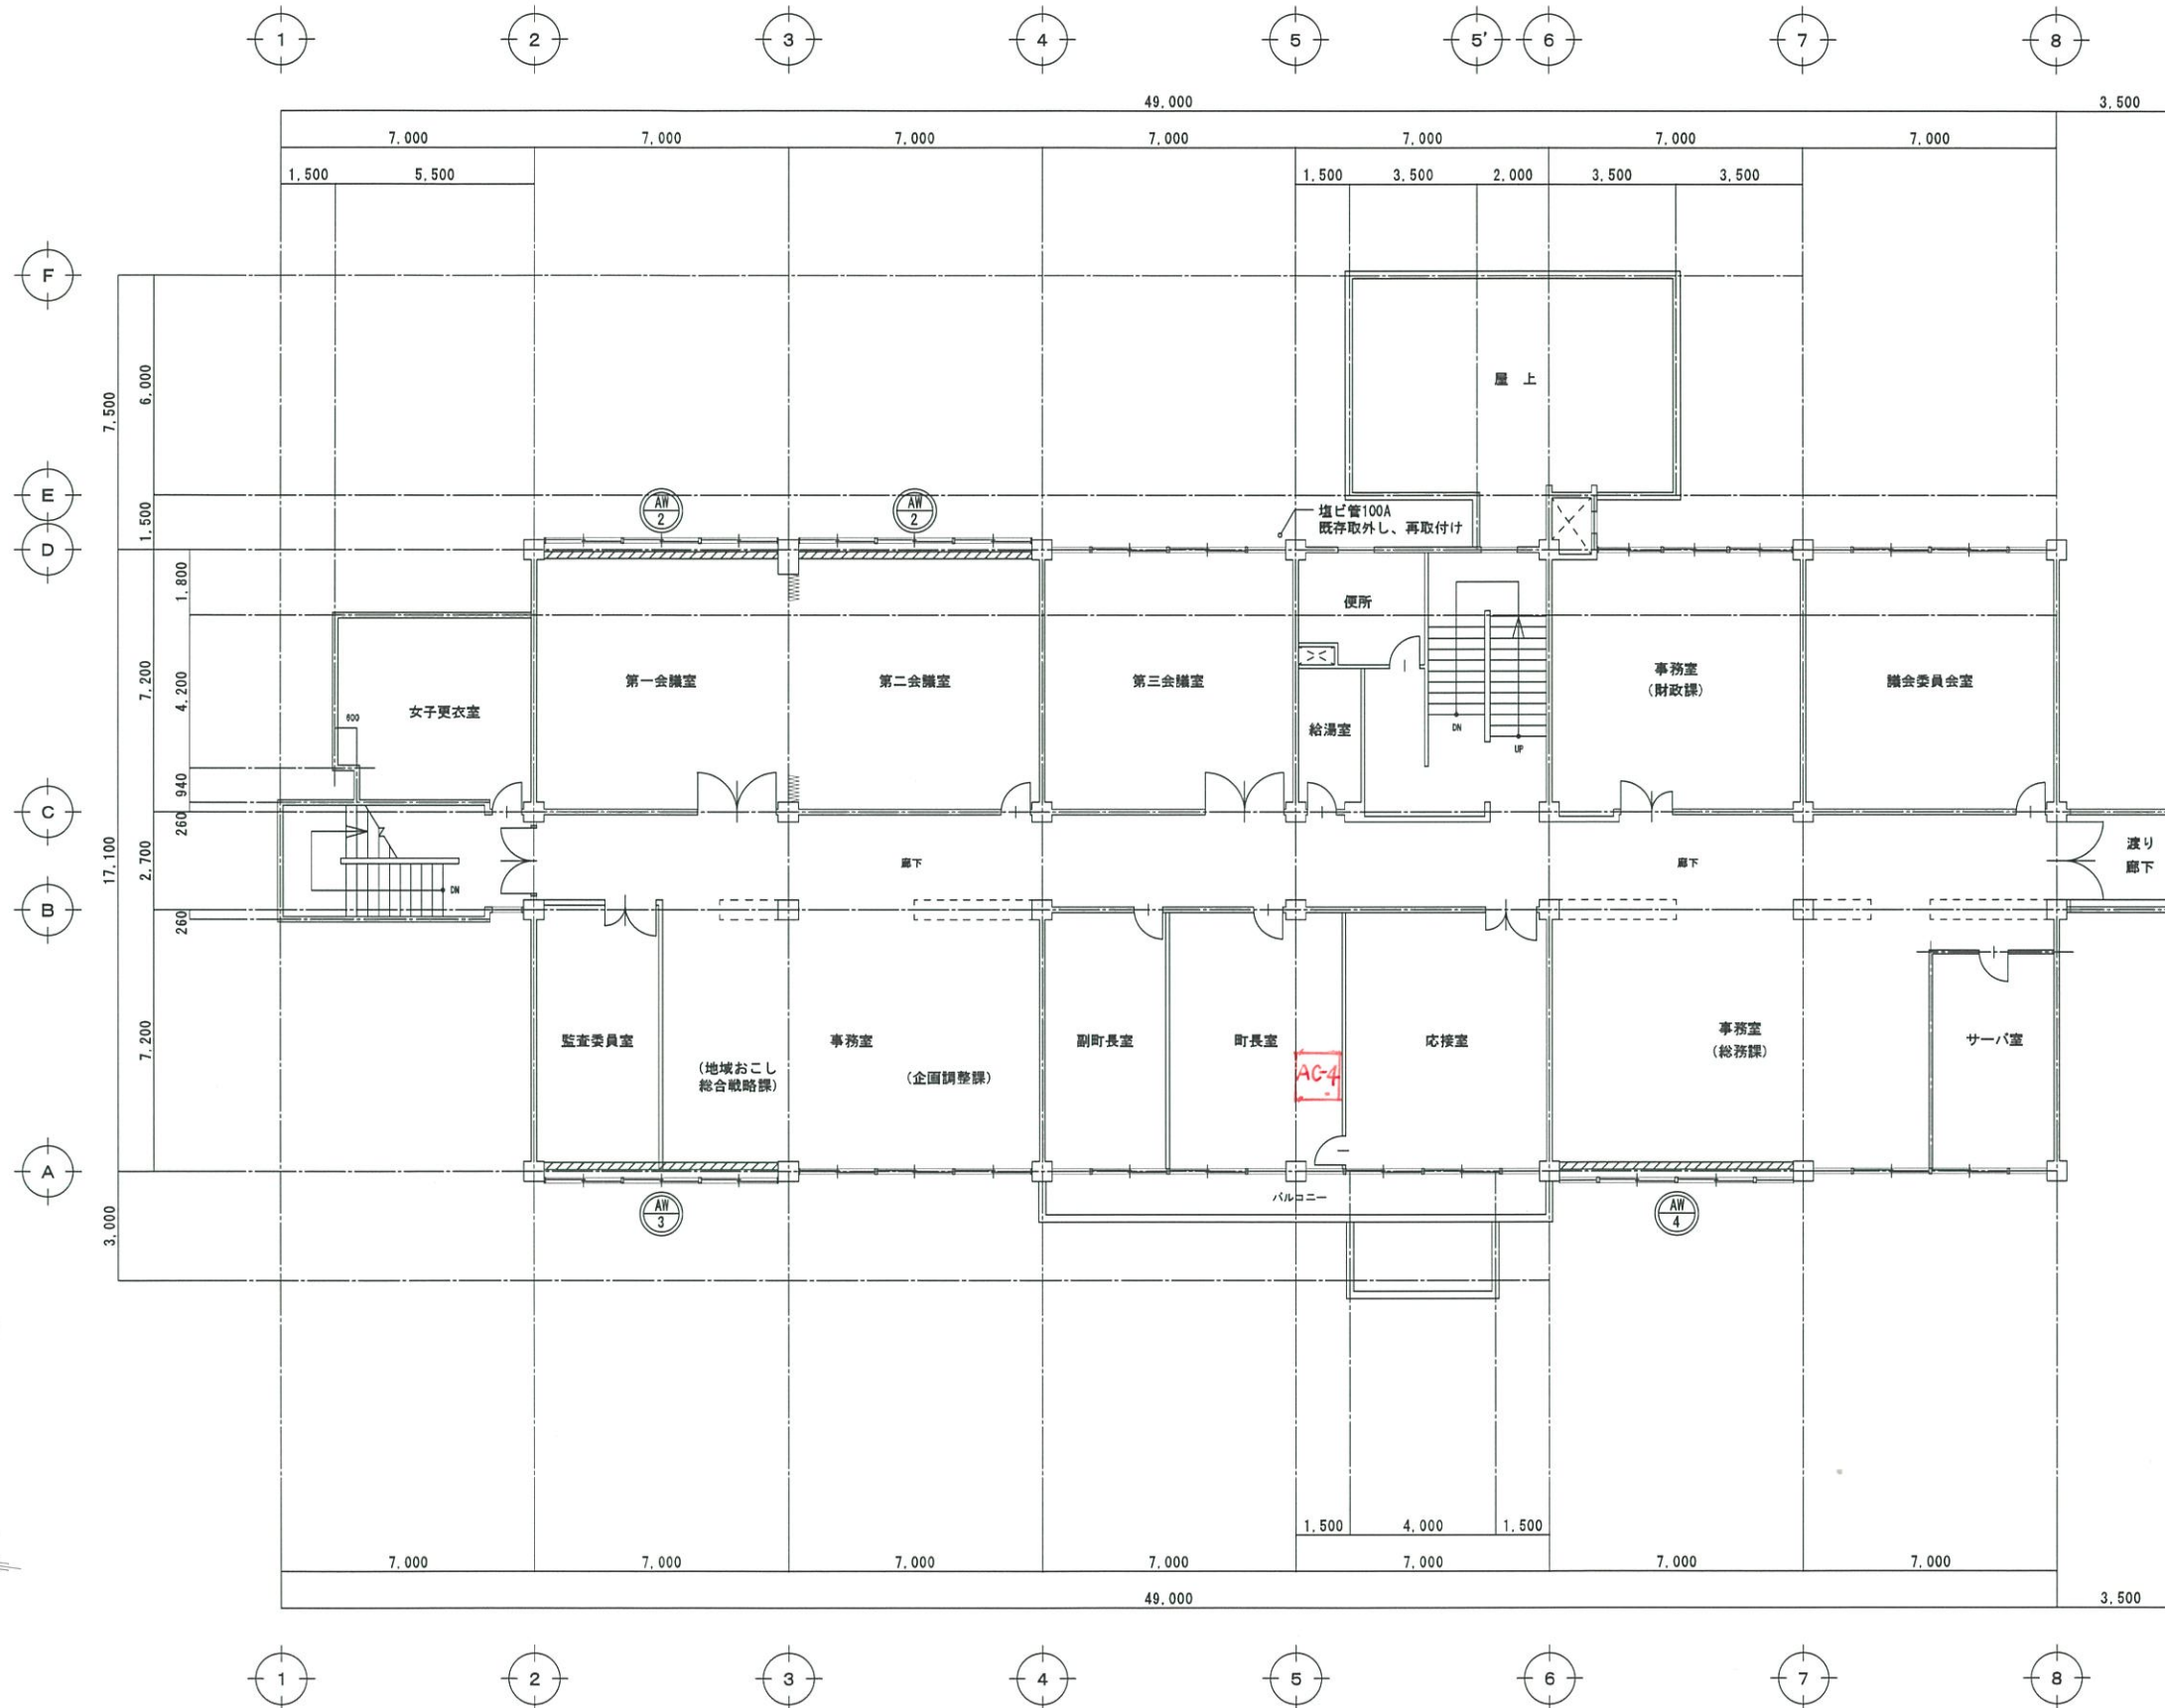 1 2 3 4 5 5' 6 7 8
49,000 3,500
7,000 7,000 7,000 7,000 7,000 7,000 7,000
1,500 5,500 1,500 3,500 2,000 3,500 3,500
F
6,000
7,500
屋 上
E
AW
2
AW
2
1,500
塩ビ管100A
既存取外し、再取付け
D
1,800
便所
7,200
4,200
第一会議室
第二会議室
第三会議室
事務室
(財政課)
議会委員会室
女子更衣室
600
給湯室
DN
UP
940
C
260
17,100
2,700
廊下
廊下
渡り
廊下
DN
B
260
7,200
監査委員室
事務室
(地域おこし
総合戦略課)
(企画調整課)
副町長室
町長室
AC-4
応接室
事務室
(総務課)
サーバ室
A
バルコニー
AW
3
AW
4
3,000
1,500 4,000 1,500
7,000 7,000 7,000 7,000 7,000 7,000 7,000
49,000 3,500
1 2 3 4 5 6 7 8